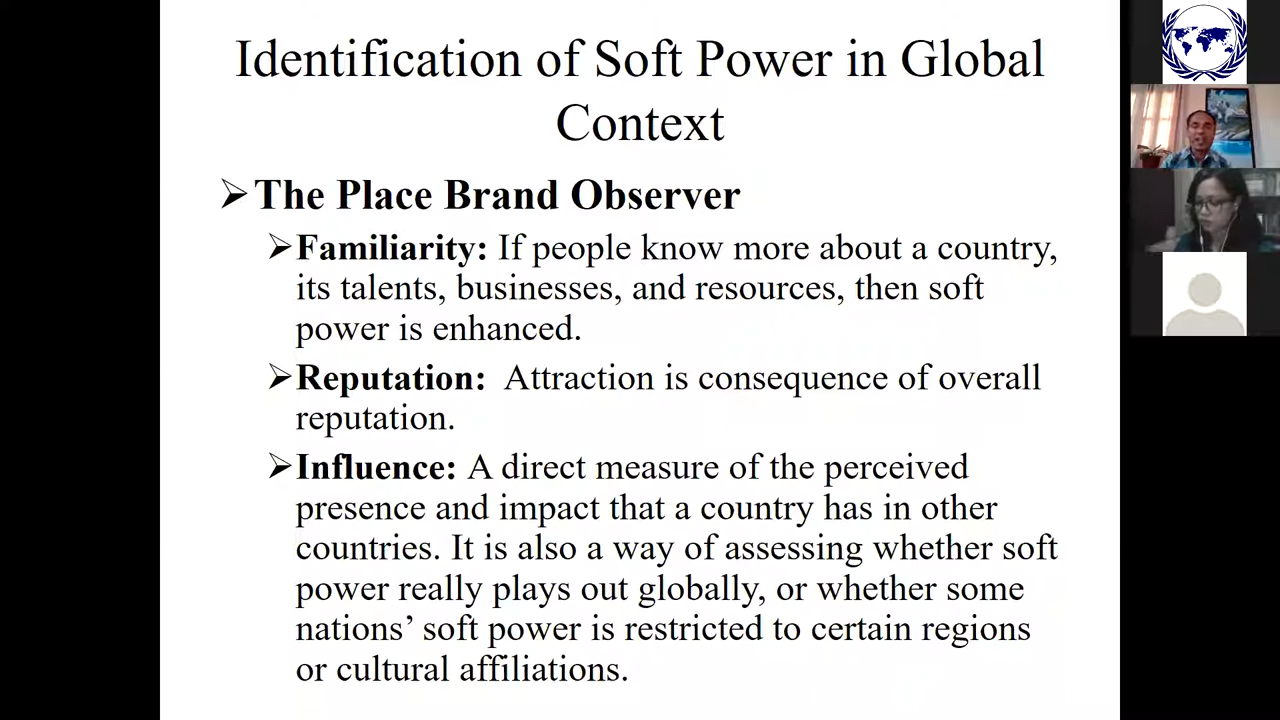 Identification of Soft Power in Global
Context
➢The Place Brand Observer
➢Familiarity: If people know more about a country,
its talents, businesses, and resources, then soft
power is enhanced.
➢Reputation:  Attraction is consequence of overall
reputation.
➢Influence: A direct measure of the perceived
presence and impact that a country has in other
countries. It is also a way of assessing whether soft
power really plays out globally, or whether some
nations’ soft power is restricted to certain regions
or cultural affiliations.